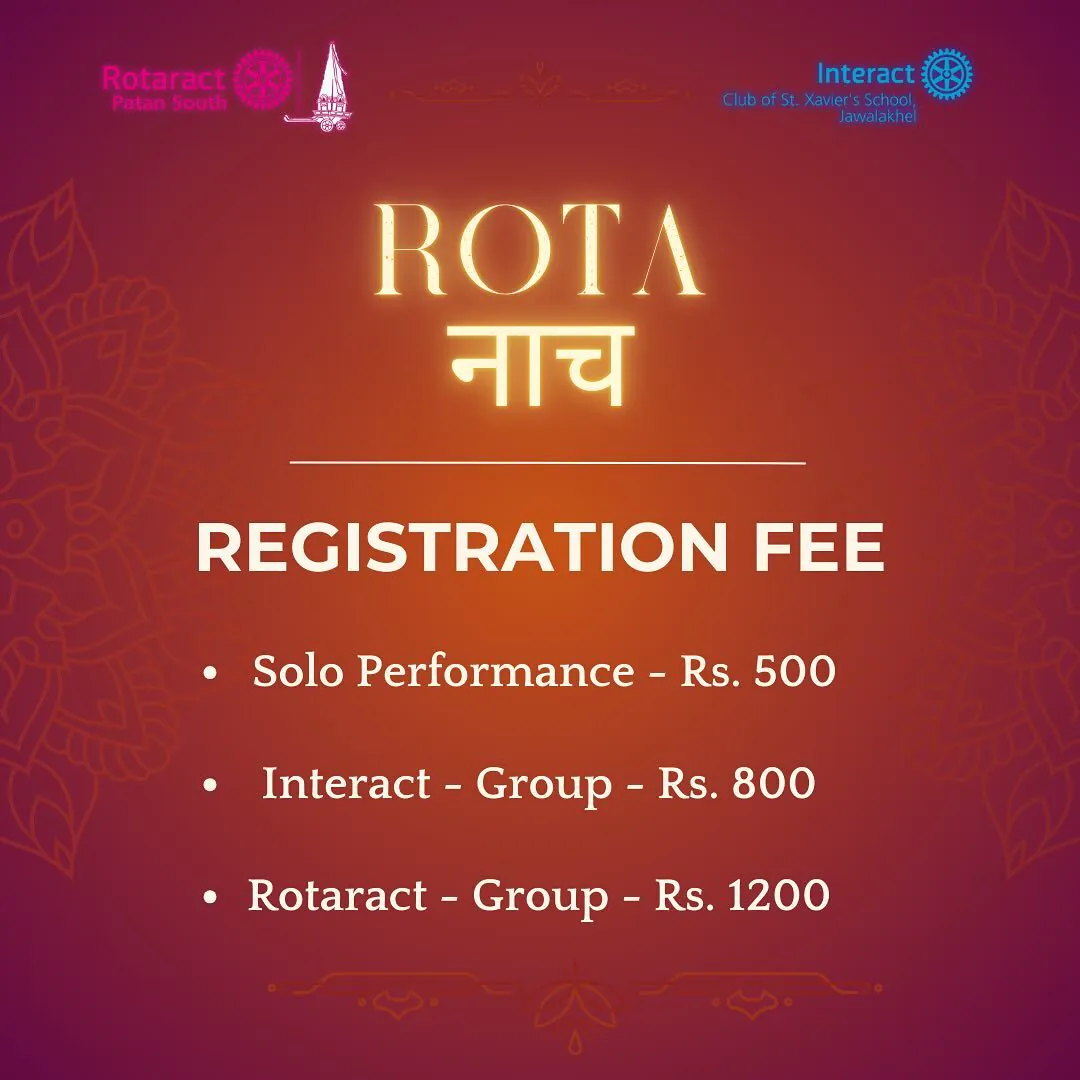 Rotaract
Patan South
Interact
Club of St. Xavier's School,
Jawalakhel
ROTA
नाच
REGISTRATION FEE
• Solo Performance - Rs. 500
• Interact - Group - Rs. 800
• Rotaract - Group - Rs. 1200